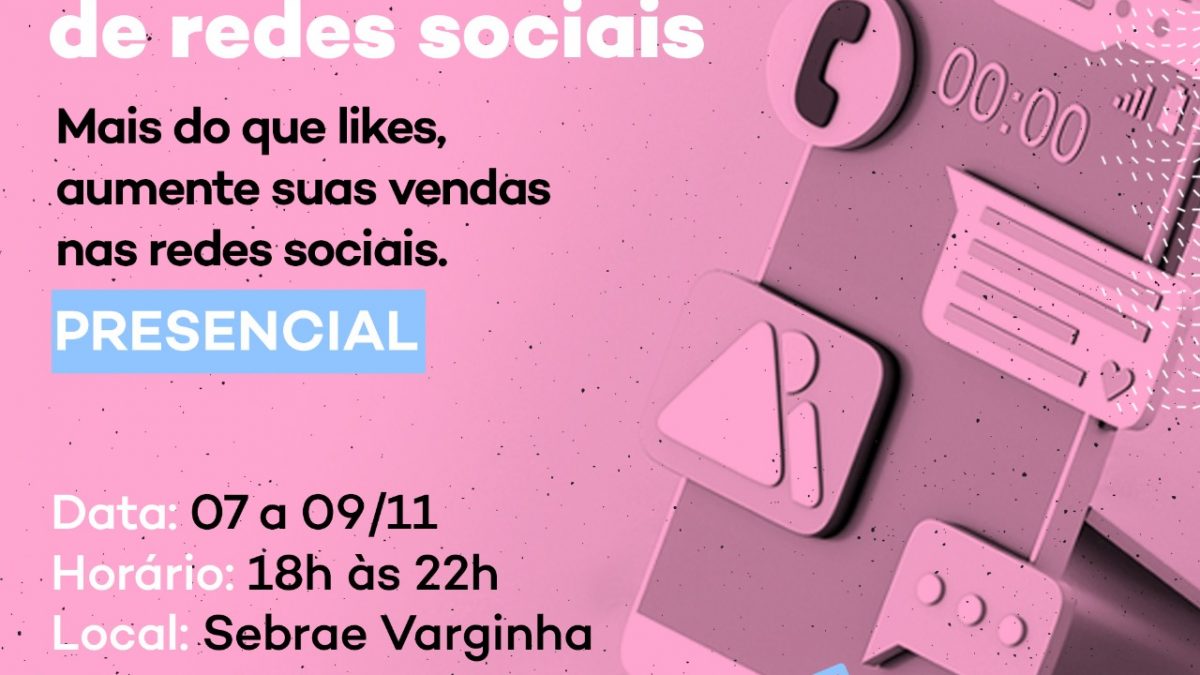 de redes sociais
00:00
Mais do que likes,
aumente suas vendas
nas redes sociais.
PRESENCIAL
Data: 07 a 09/11
Horário: 18h às 22h
Local: Sebrae Varginha